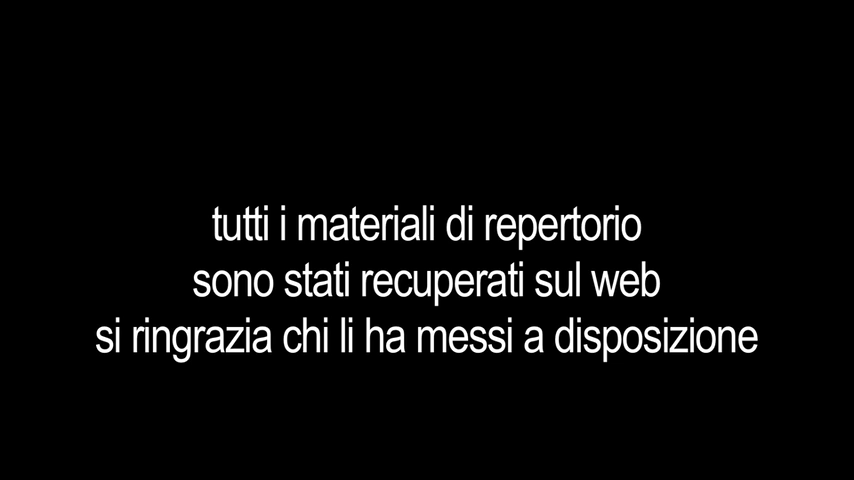 tutti i materiali di repertorio
sono stati recuperati sul web
si ringrazia chi li ha messi a disposizione